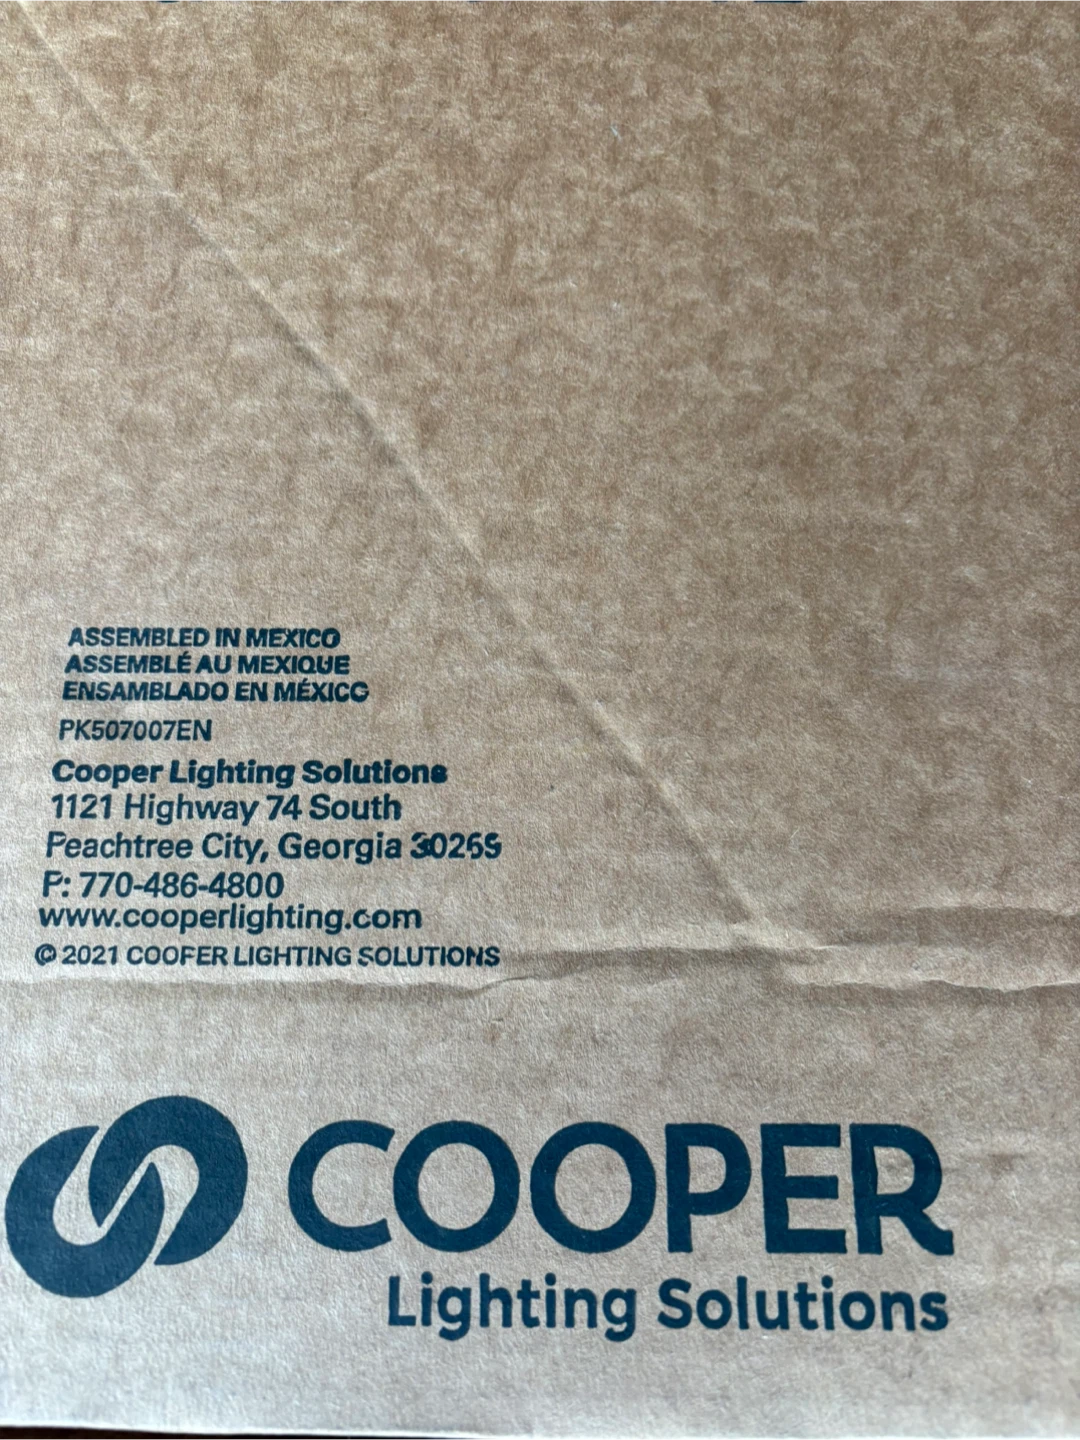 ASSEMBLED IN MEXICO
ASSEMBLÉ AU MEXIQUE
ENSAMBLADO EN MÉXICO
PK507007EN
Cooper Lighting Solutions
1121 Highway 74 South
Peachtree City, Georgia 30269
P: 770-486-4800
www.cooperlighting.com
© 2021 COOPER LIGHTING SOLUTIONS
COOPER
Lighting Solutions